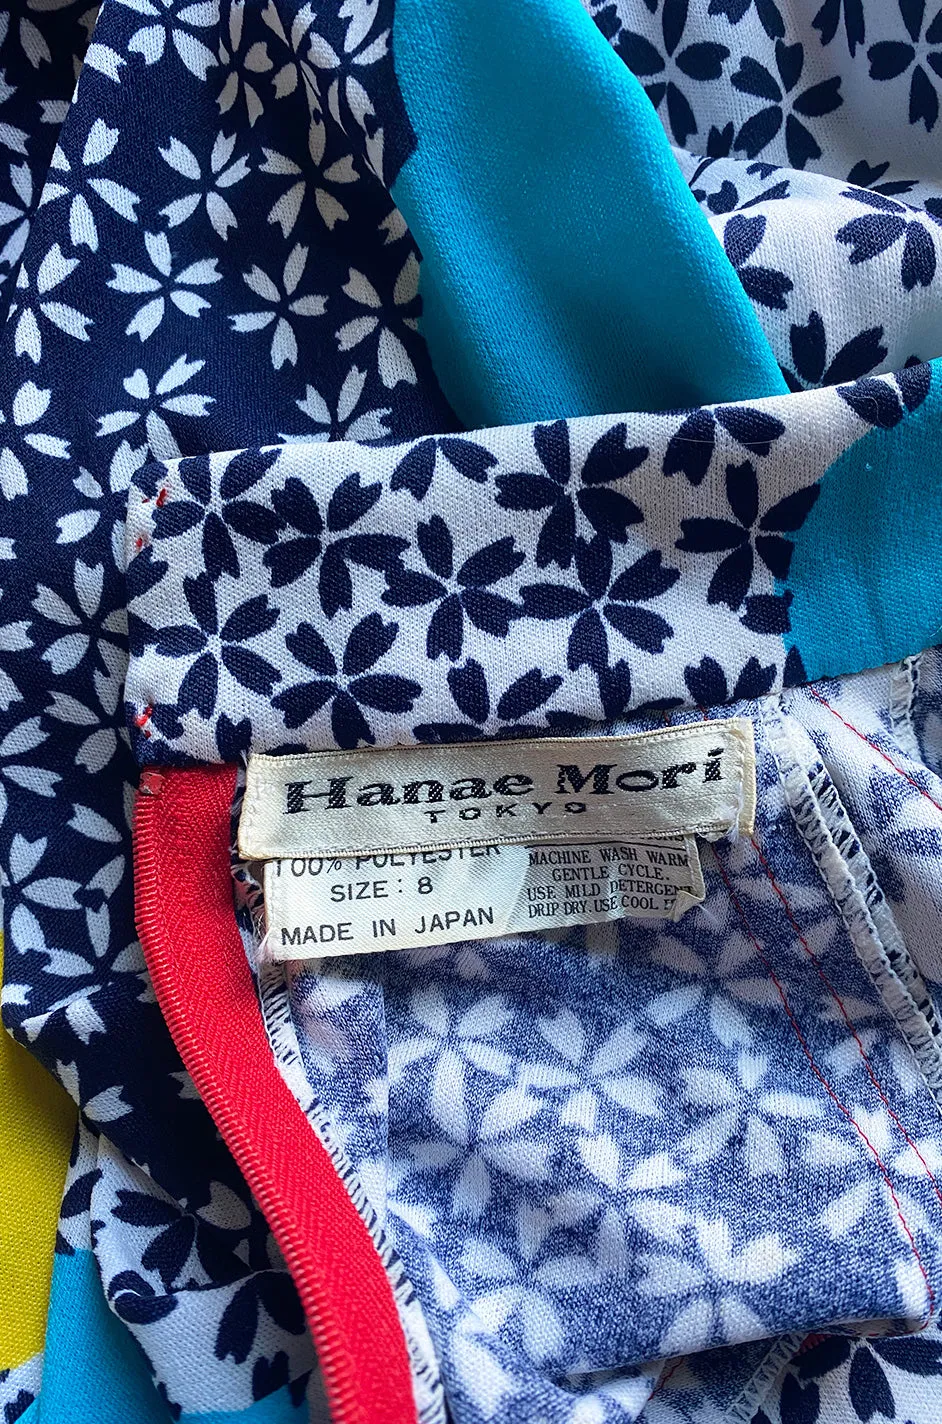 Hanae Mori
TOKYO
100% POLYESTER
SIZE: 8
MADE IN JAPAN
MACHINE WASH WARM
GENTLE CYCLE.
USE MILD DETERGENT
DRIP DRY. USE COOL